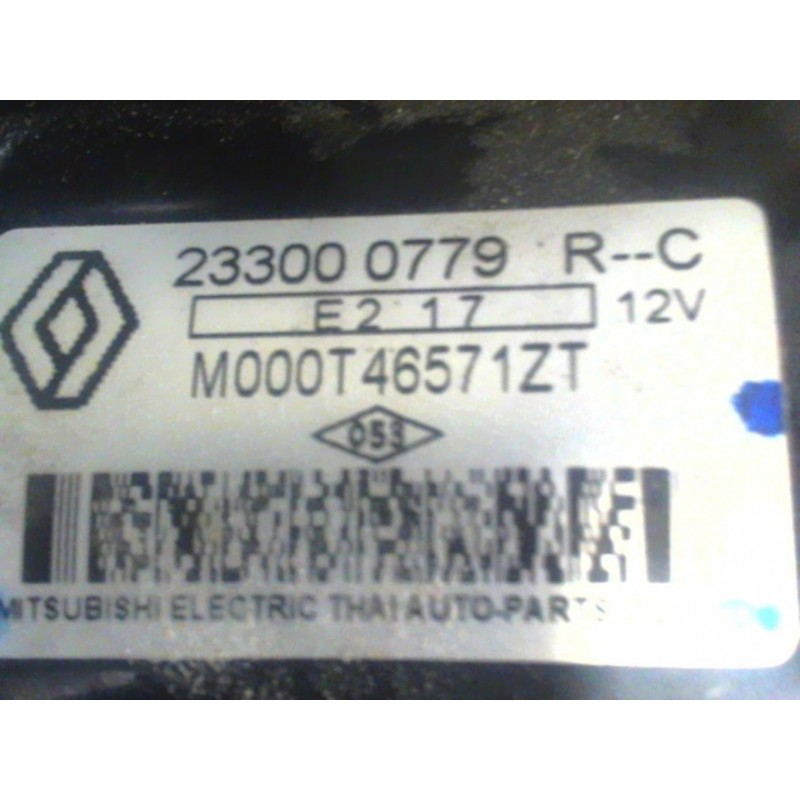 23300 0779 R--C
E2 17 12V
M000T46571ZT
053
MITSUBISHI ELECTRIC THAI AUTO-PARTS